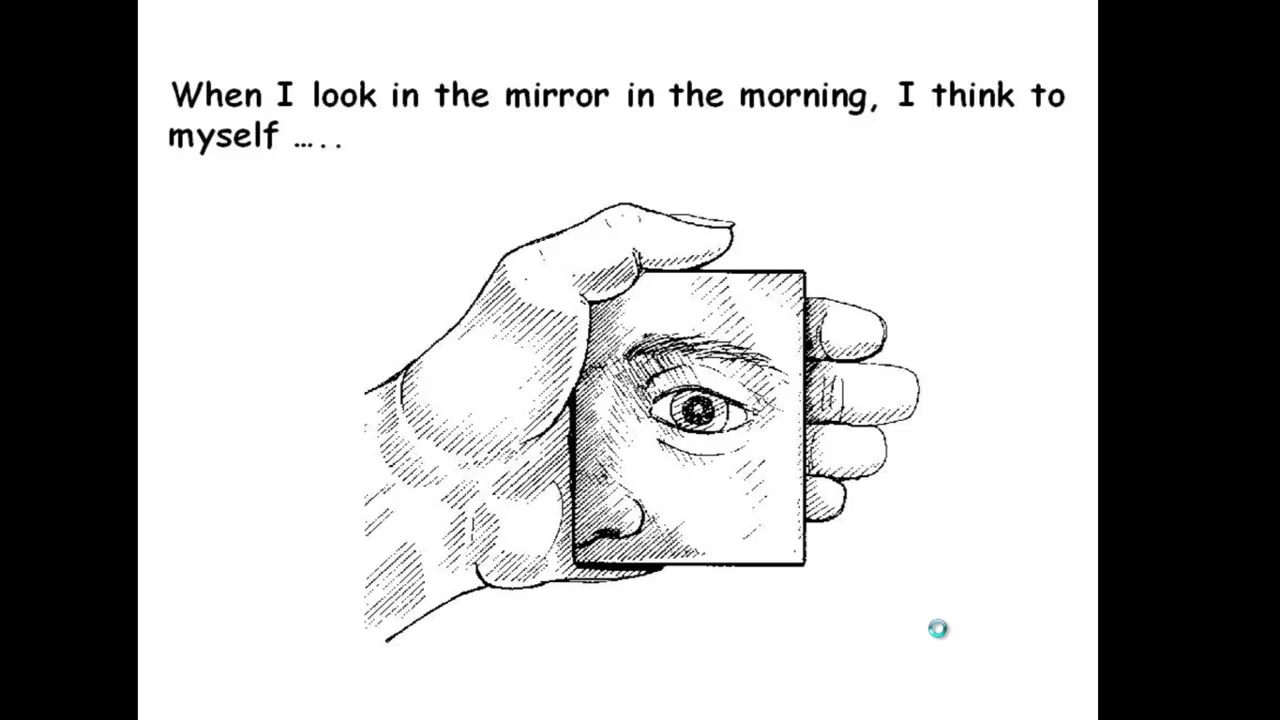 When I look in the mirror in the morning, I think to
myself …..